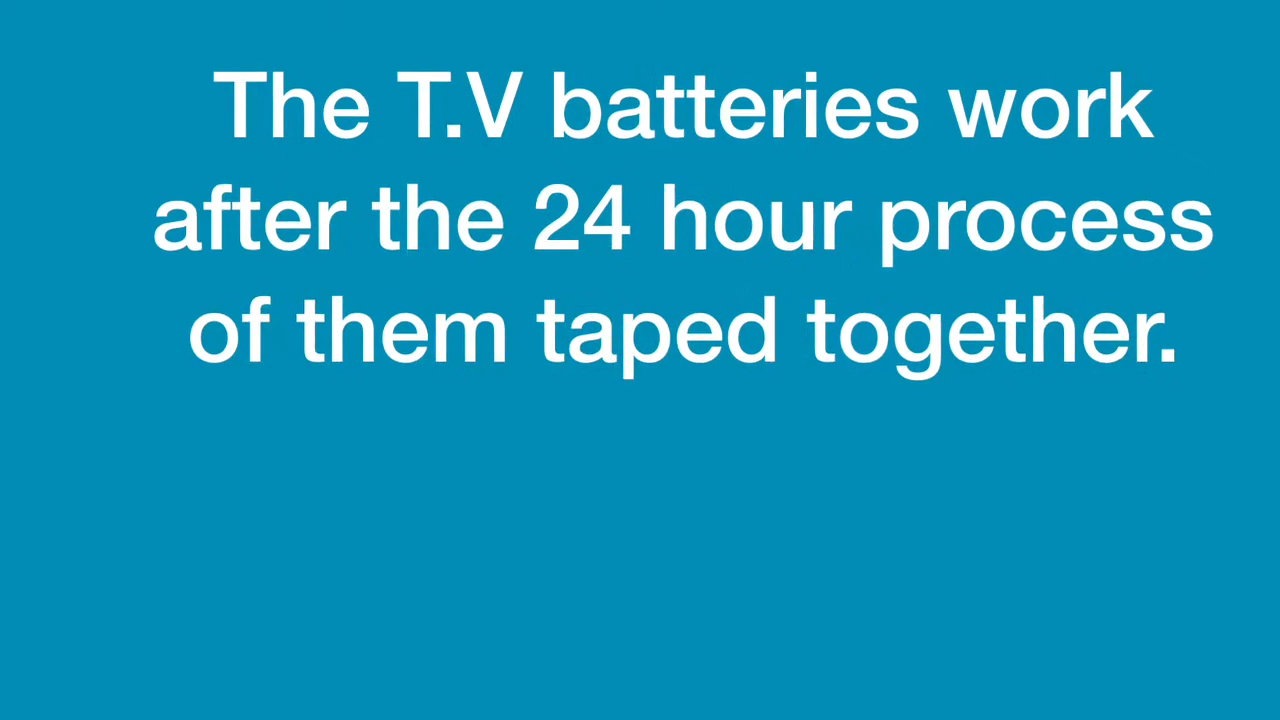 The T.V batteries work
after the 24 hour process
of them taped together.